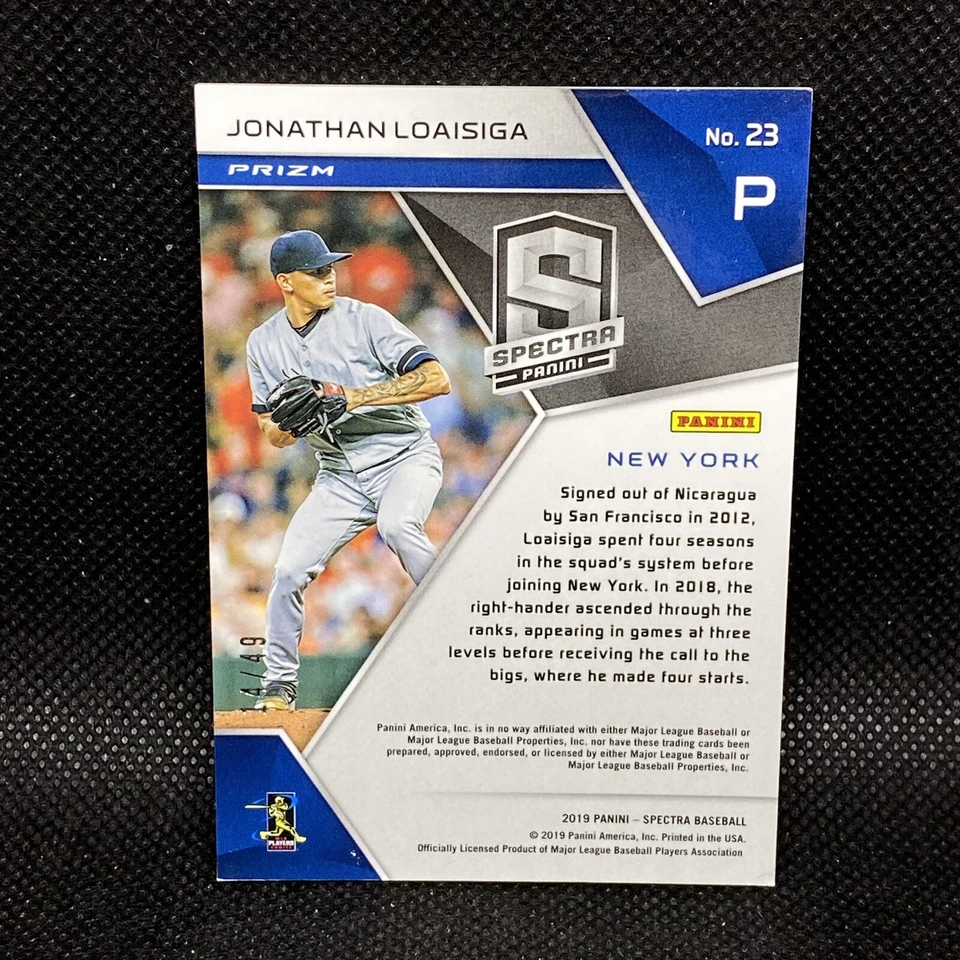 JONATHAN LOAISIGA
No. 23
PRIZM
P
S
SPECTRA
PANINI
PANINI
NEW YORK
Signed out of Nicaragua
by San Francisco in 2012,
Loaisiga spent four seasons
in the squad's system before
joining New York. In 2018, the
right-hander ascended through the
ranks, appearing in games at three
levels before receiving the call to the
bigs, where he made four starts.
4/49
Panini America, Inc. is in no way affiliated with either Major League Baseball or
Major League Baseball Properties, Inc. nor have these trading cards been
prepared, approved, endorsed, or licensed by either Major League Baseball or
Major League Baseball Properties, Inc.
PLAYERS
2019 PANINI – SPECTRA BASEBALL
© 2019 Panini America, Inc. Printed in the USA.
Officially Licensed Product of Major League Baseball Players Association